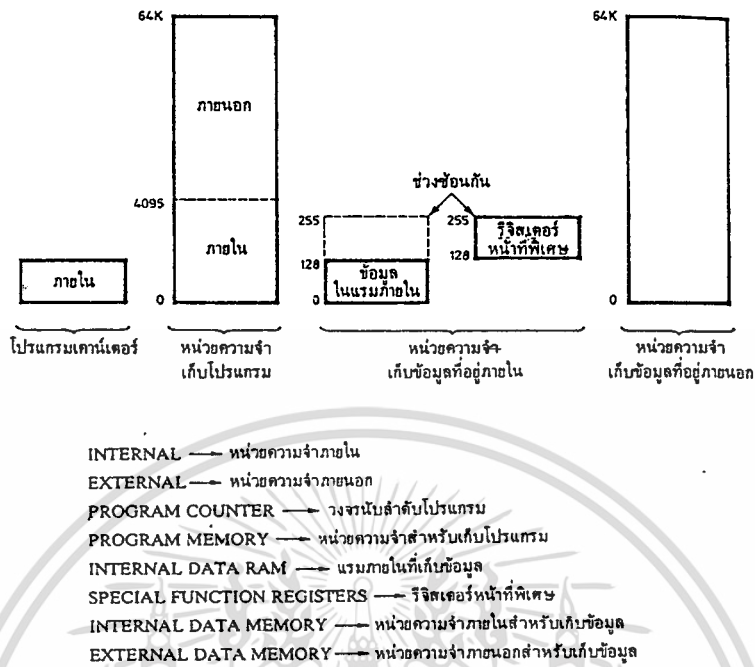 64K
64K
ภายนอก
ช่วงซ้อนกัน
4095
255
255
รีจิสเตอร์
หน้าที่พิเศษ
ภายใน
128
128
ข้อมูล
ในแรมภายใน
ภายใน
0
0
0
โปรแกรมเคาน์เตอร์
หน่วยความจำ
เก็บโปรแกรม
หน่วยความจำ
เก็บข้อมูลที่อยู่ภายใน
หน่วยความจำ
เก็บข้อมูลที่อยู่ภายนอก
INTERNAL → หน่วยความจำภายใน
EXTERNAL → หน่วยความจำภายนอก
PROGRAM COUNTER → วงจรนับลำดับโปรแกรม
PROGRAM MEMORY → หน่วยความจำสำหรับเก็บโปรแกรม
INTERNAL DATA RAM → แรมภายในที่เก็บข้อมูล
SPECIAL FUNCTION REGISTERS → รีจิสเตอร์หน้าที่พิเศษ
INTERNAL DATA MEMORY → หน่วยความจำภายในสำหรับเก็บข้อมูล
EXTERNAL DATA MEMORY → หน่วยความจำภายนอกสำหรับเก็บข้อมูล